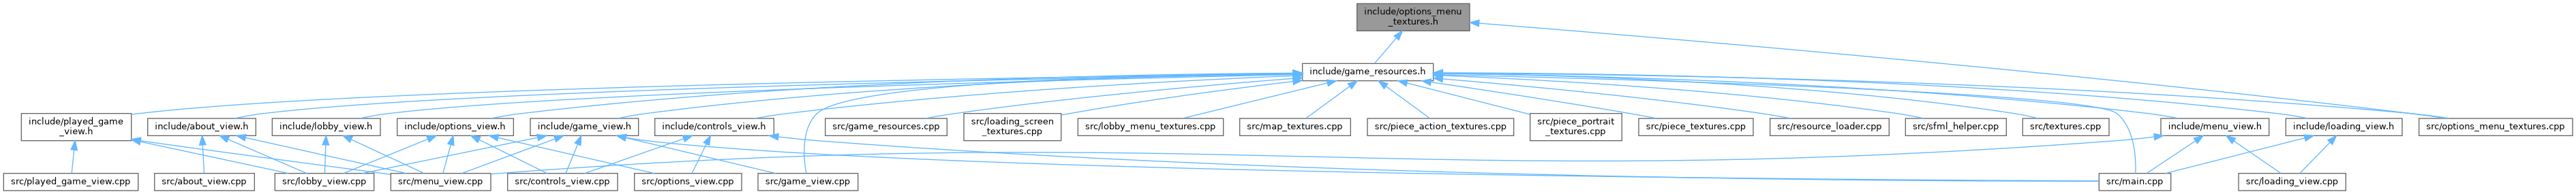 include/options_menu
_textures.h
include/game_resources.h
include/played_game
_view.h
include/about_view.h
include/lobby_view.h
include/options_view.h
include/game_view.h
include/controls_view.h
src/game_resources.cpp
src/loading_screen
_textures.cpp
src/lobby_menu_textures.cpp
src/map_textures.cpp
src/piece_action_textures.cpp
src/piece_portrait
_textures.cpp
src/piece_textures.cpp
src/resource_loader.cpp
src/sfml_helper.cpp
src/textures.cpp
include/menu_view.h
include/loading_view.h
src/options_menu_textures.cpp
src/played_game_view.cpp
src/about_view.cpp
src/lobby_view.cpp
src/menu_view.cpp
src/controls_view.cpp
src/options_view.cpp
src/game_view.cpp
src/main.cpp
src/loading_view.cpp